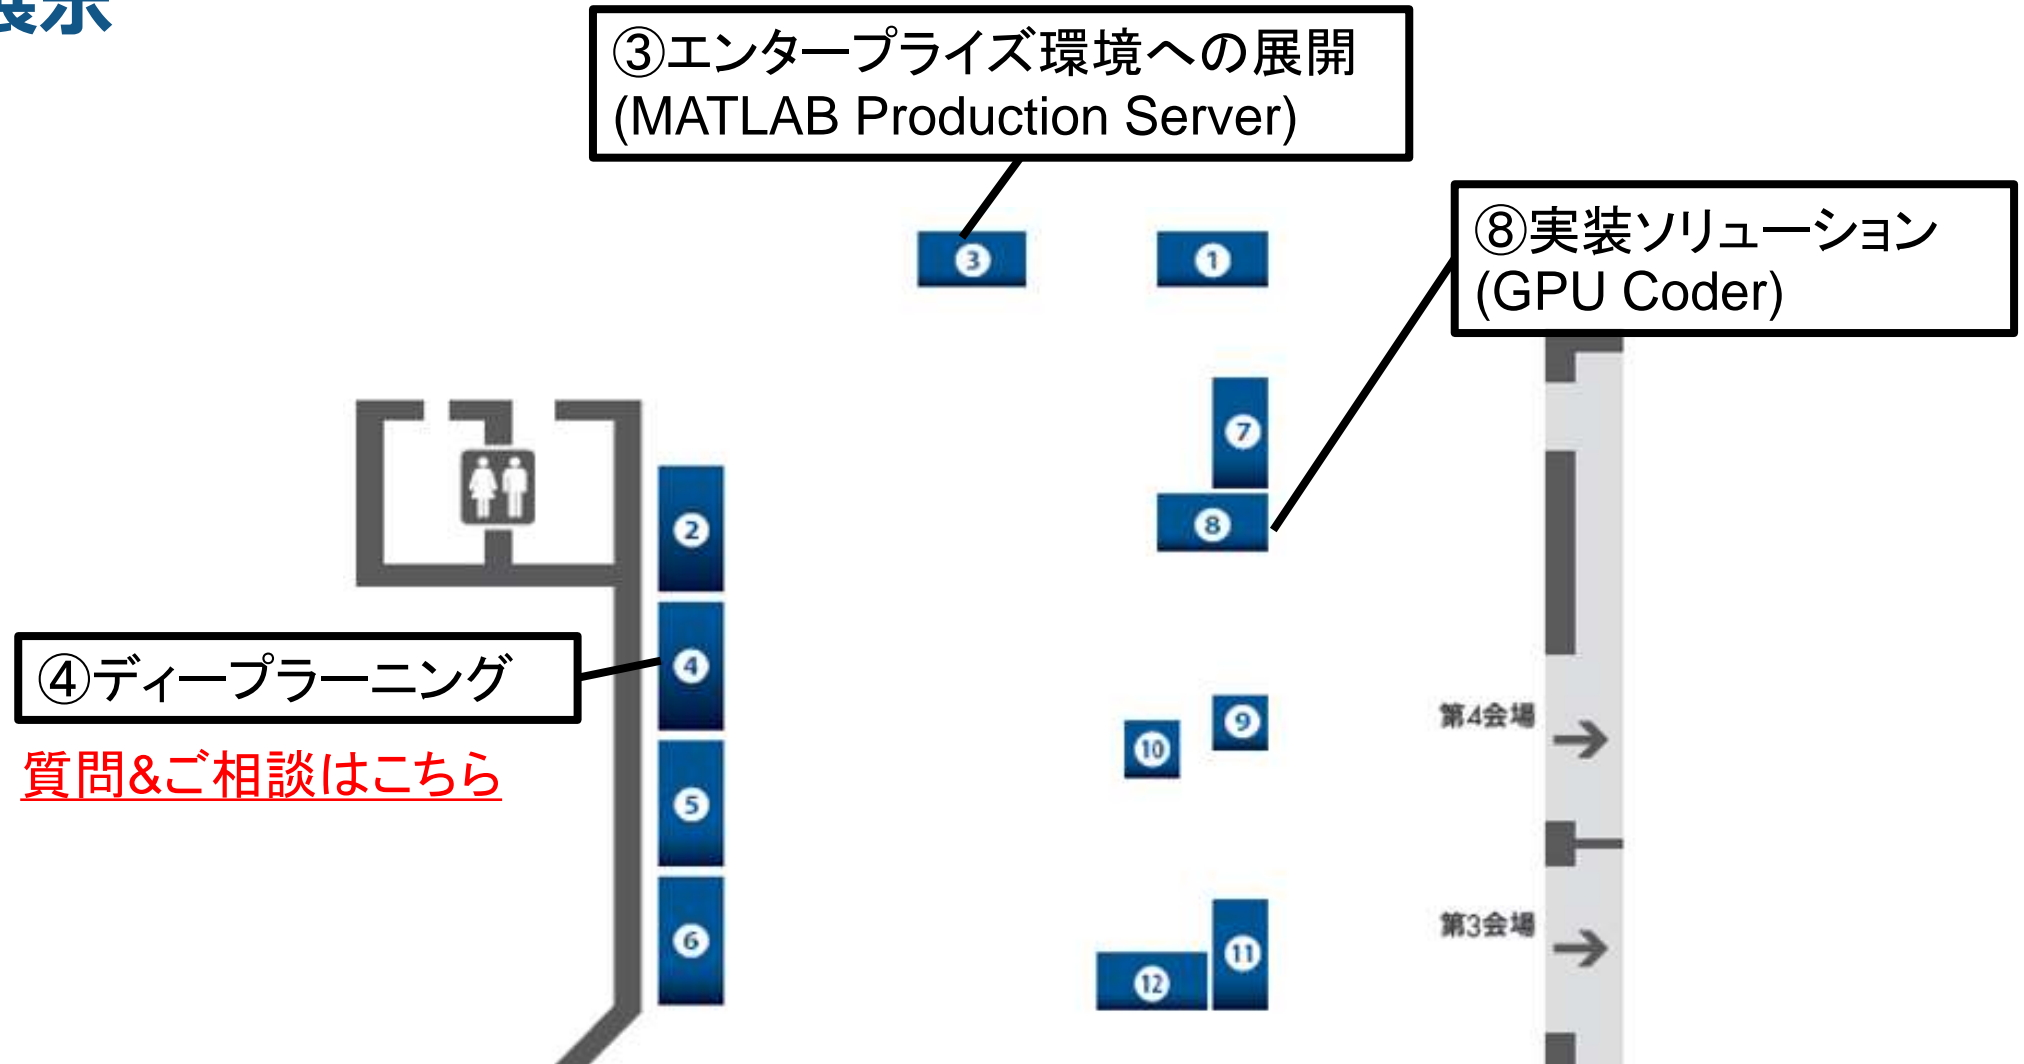 展示
③エンタープライズ環境への展開
(MATLAB Production Server)
⑧実装ソリューション
(GPU Coder)
3
1
7
8
2
④ディープラーニング
4
質問&ご相談はこちら
5
6
9
10
第4会場
第3会場
11
12